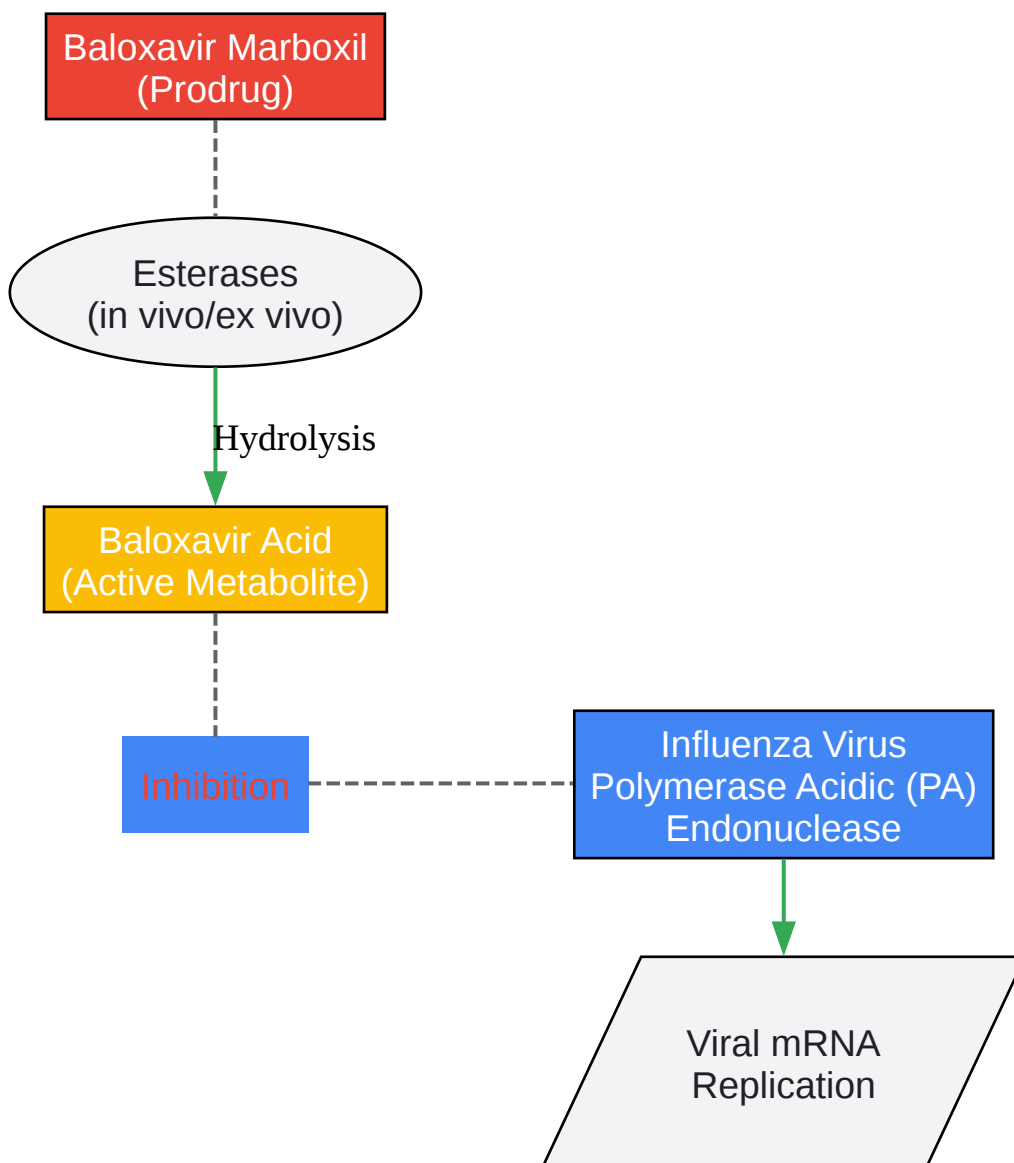 Baloxavir Marboxil
(Prodrug)
Esterases
(in vivo/ex vivo)
Hydrolysis
Baloxavir Acid
(Active Metabolite)
Inhibition
Influenza Virus
Polymerase Acidic (PA)
Endonuclease
Viral mRNA
Replication